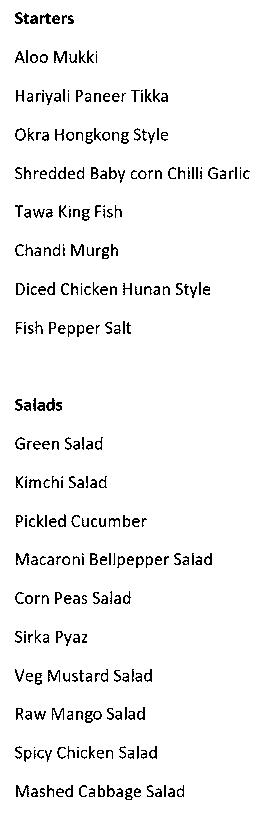 Starters
Aloo Mukki
Hariyali Paneer Tikka
Okra Hongkong Style
Shredded Baby corn Chilli Garlic
Tawa King Fish
Chandi Murgh
Diced Chicken Hunan Style
Fish Pepper Salt
Salads
Green Salad
Kimchi Salad
Pickled Cucumber
Macaroni Bellpepper Salad
Corn Peas Salad
Sirka Pyaz
Veg Mustard Salad
Raw Mango Salad
Spicy Chicken Salad
Mashed Cabbage Salad